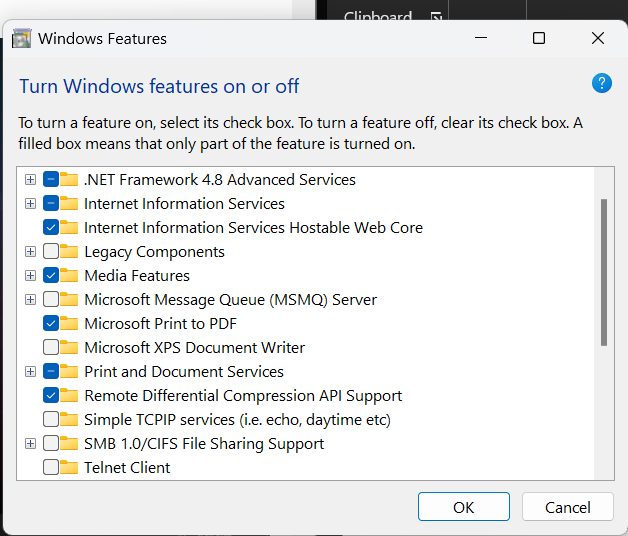 Clipboard
Windows Features
Turn Windows features on or off
?
To turn a feature on, select its check box. To turn a feature off, clear its check box. A
filled box means that only part of the feature is turned on.
.NET Framework 4.8 Advanced Services
Internet Information Services
Internet Information Services Hostable Web Core
Legacy Components
Media Features
Microsoft Message Queue (MSMQ) Server
Microsoft Print to PDF
Microsoft XPS Document Writer
Print and Document Services
Remote Differential Compression API Support
Simple TCPIP services (i.e. echo, daytime etc)
SMB 1.0/CIFS File Sharing Support
Telnet Client
OK Cancel